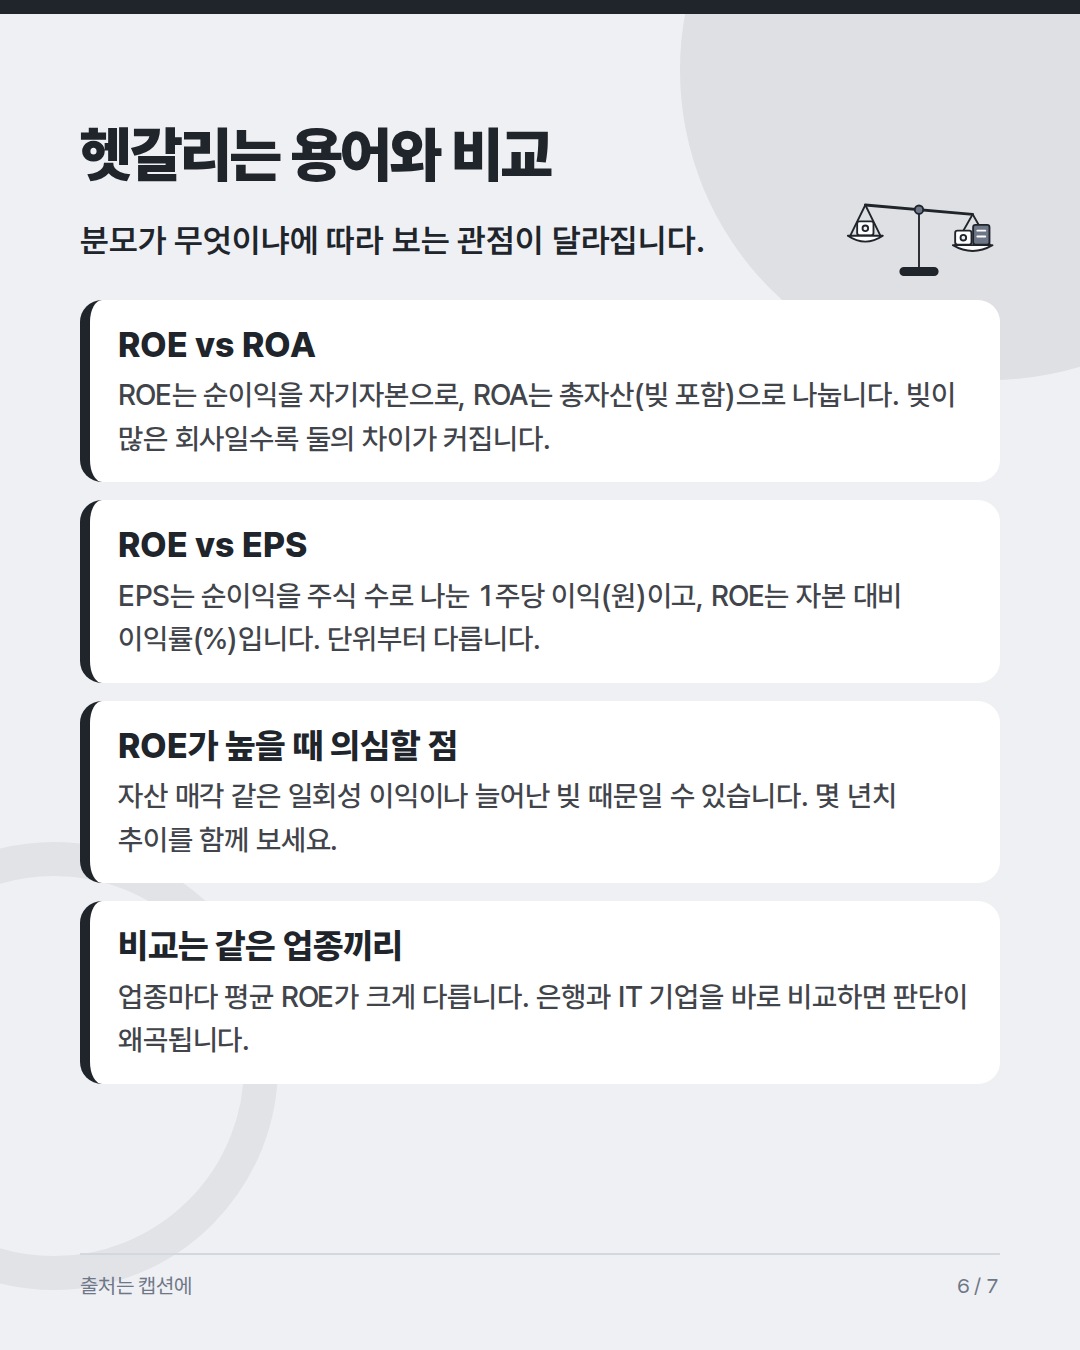 헷갈리는 용어와 비교
분모가 무엇이냐에 따라 보는 관점이 달라집니다.
ROE vs ROA
ROE는 순이익을 자기자본으로, ROA는 총자산(빚 포함)으로 나눕니다. 빚이
많은 회사일수록 둘의 차이가 커집니다.
ROE vs EPS
EPS는 순이익을 주식 수로 나눈 1주당 이익(원)이고, ROE는 자본 대비
이익률(%)입니다. 단위부터 다릅니다.
ROE가 높을 때 의심할 점
자산 매각 같은 일회성 이익이나 늘어난 빚 때문일 수 있습니다. 몇 년치
추이를 함께 보세요.
비교는 같은 업종끼리
업종마다 평균 ROE가 크게 다릅니다. 은행과 IT 기업을 바로 비교하면 판단이
왜곡됩니다.
출처는 캡션에
6 / 7